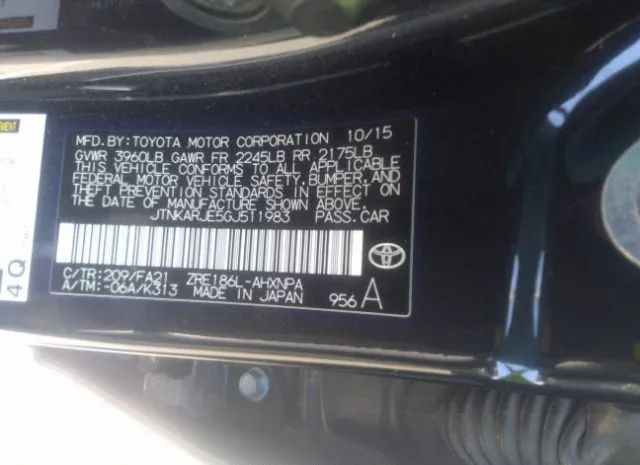 MFD. BY: TOYOTA MOTOR CORPORATION 10/15
GVWR 3960LB GAWR FR 2245LB RR 2175LB
THIS VEHICLE CONFORMS TO ALL APPLICABLE
FEDERAL MOTOR VEHICLE SAFETY, BUMPER, AND
THEFT PREVENTION STANDARDS IN EFFECT ON
THE DATE OF MANUFACTURE SHOWN ABOVE.
JTNKARJE5GJ511983 PASS. CAR
C/TR: 209/FA21 ZRE186L-AHXNPA
A/TM: -06A/K313 MADE IN JAPAN 956 A
4 Q